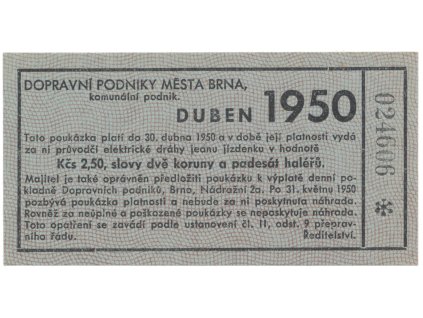 DOPRAVNÍ PODNIKY MĚSTA BRNA,
komunální podnik.
DUBEN 1950
Tato poukázka platí do 30. dubna 1950 a v době její platnosti vydá
za ni průvodčí elektrické dráhy jeanu jízdenku v hodnotě
Kčs 2,50, slovy dvě koruny a padesát haléřů.
Majitel je také oprávněn předložiti poukázku k výplatě denní po-
kladně Dopravních podniků, Brno, Nádražní 2a. Po 31. květnu 1950
pozbývá poukázka platnosti a nebude za ni poskytnuta náhrada.
Rovněž za neúplné a poškozené poukázky se neposkytuje náhrada.
Toto opatření se zavádí podle ustanovení čl. II, odst. 9 přeprav-
ního řádu. Ředitelství.
024606 *